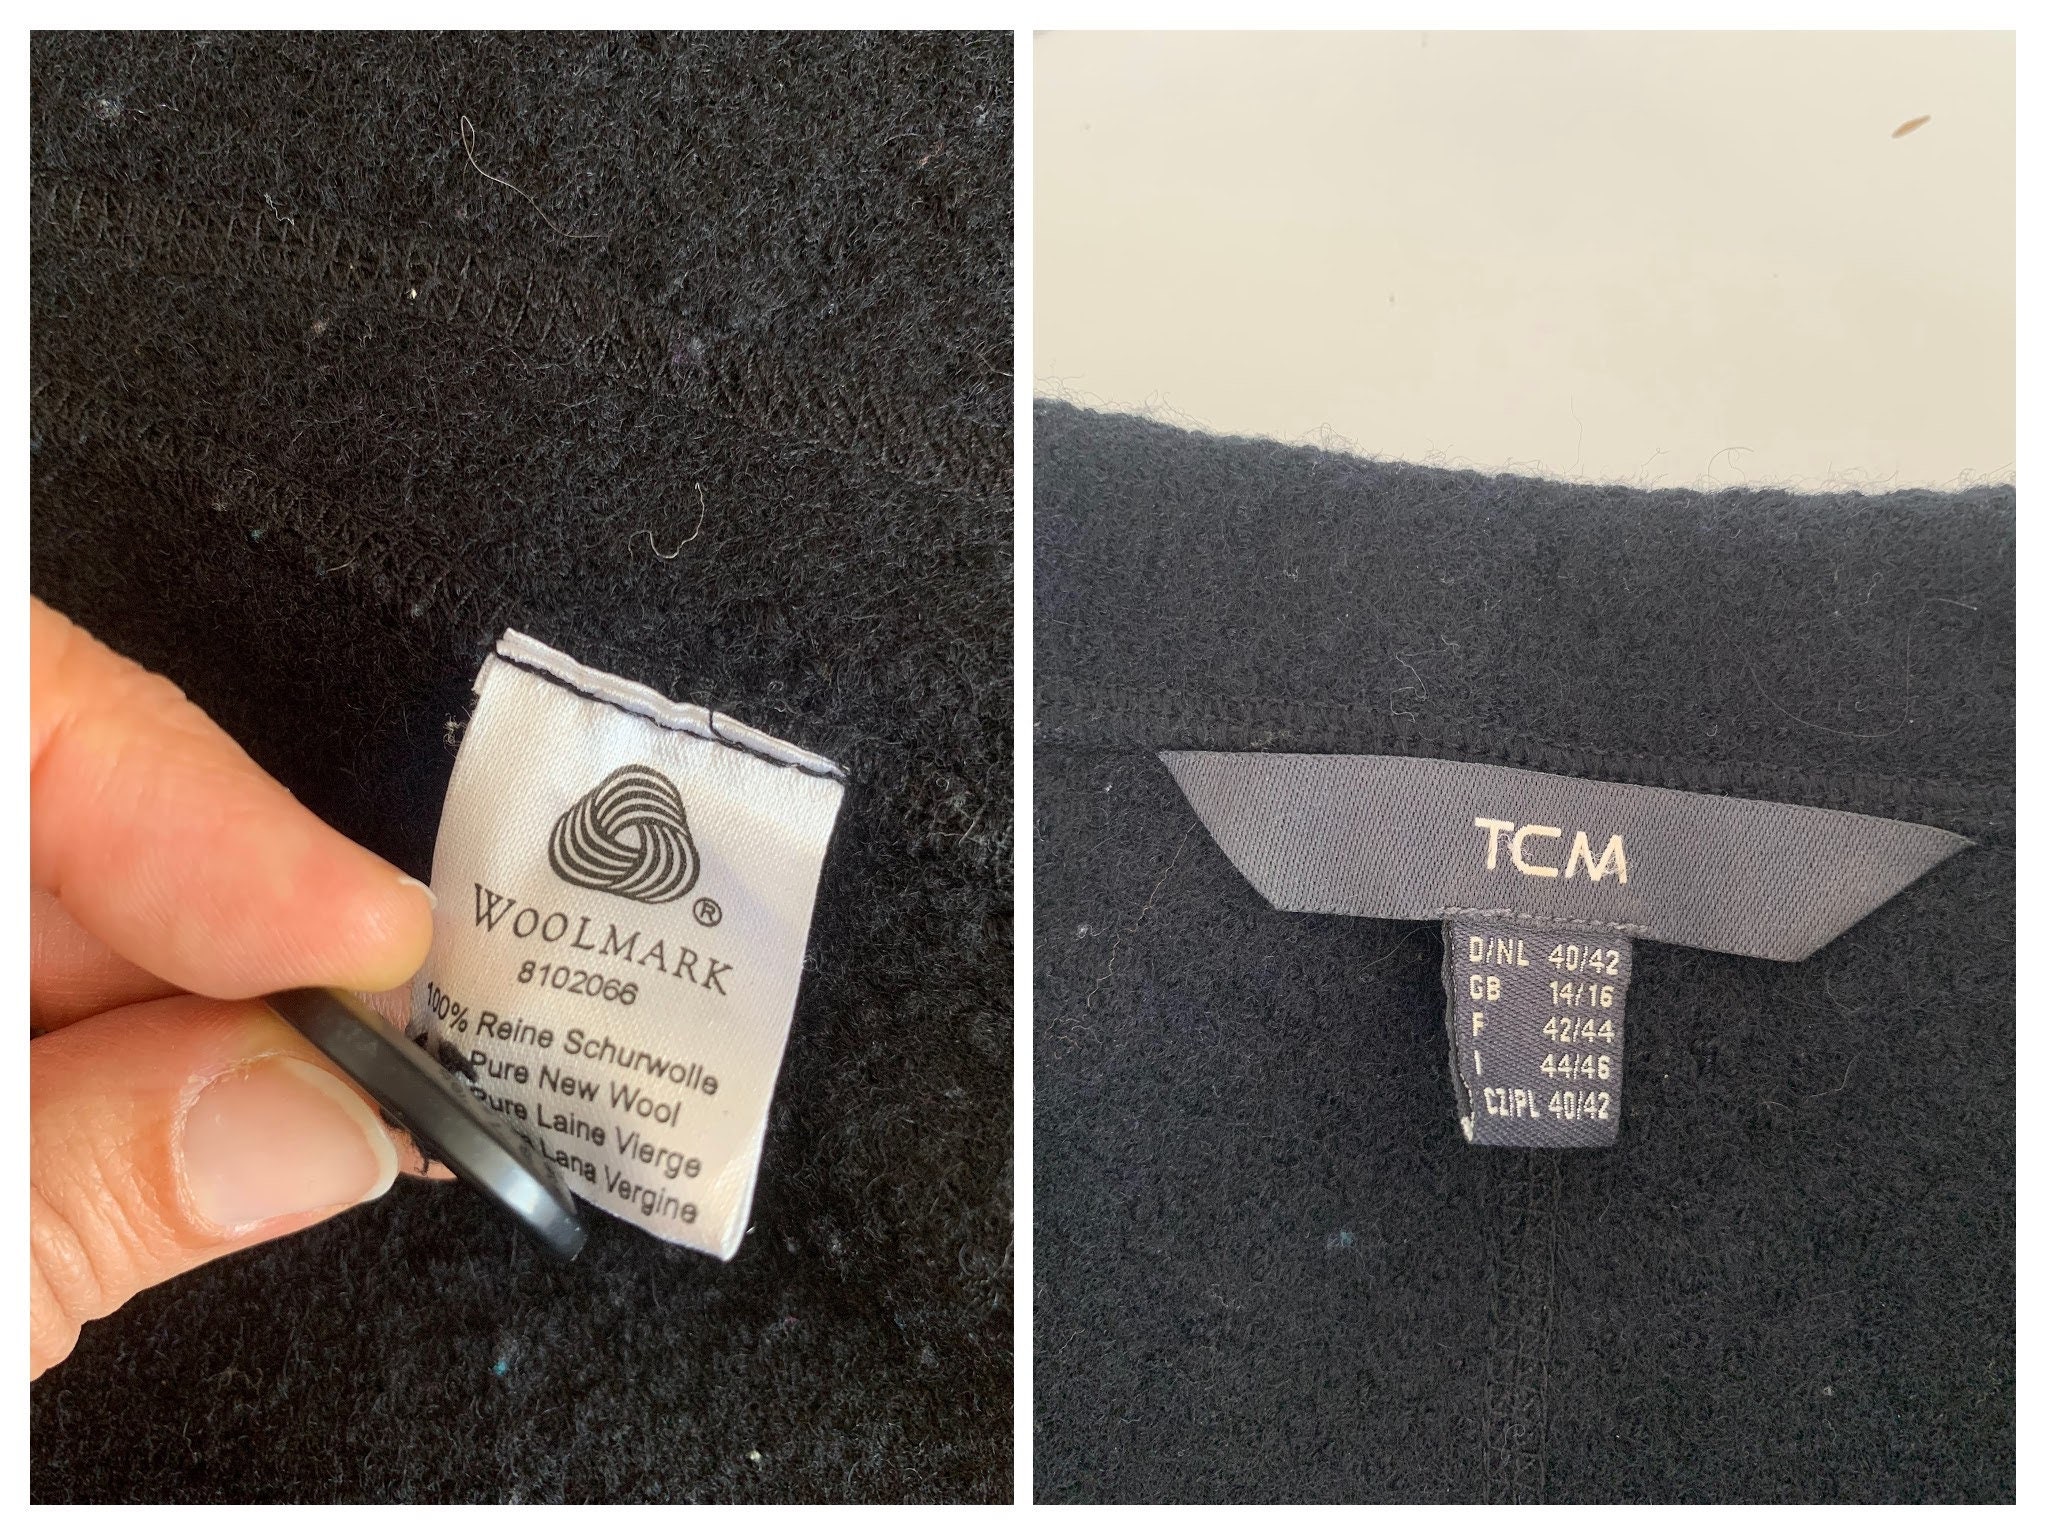 ®
WOOLMARK
8102066
100% Reine Schurwolle
Pure New Wool
Pure Laine Vierge
Lana Vergine
TCM
D/NL 40/42
GB 14/16
F 42/44
I 44/46
CZ/PL 40/42